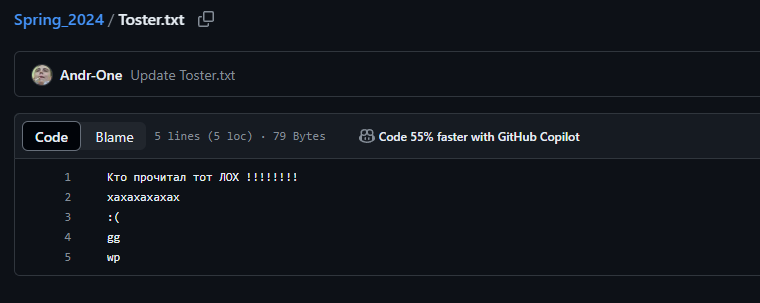 Spring_2024 / Toster.txt
Andr-One Update Toster.txt
Code Blame 5 lines (5 loc) · 79 Bytes Code 55% faster with GitHub Copilot
1 Кто прочитал тот ЛОХ !!!!!!!!
2 хахахахахах
3 :(
4 gg
5 wp